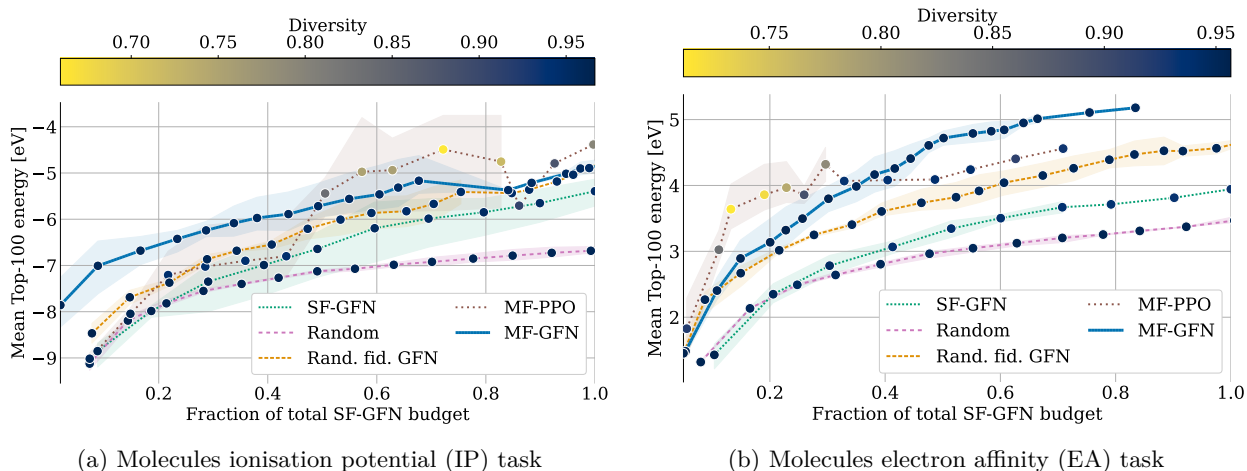 Diversity
0.70 0.75 0.80 0.85 0.90 0.95
Mean Top-100 energy [eV]
−4
−5
−6
−7
−8
−9
SF-GFN
Random
Rand. fid. GFN
MF-PPO
MF-GFN
0.2 0.4 0.6 0.8 1.0
Fraction of total SF-GFN budget
(a) Molecules ionisation potential (IP) task
Diversity
0.75 0.80 0.85 0.90 0.95
Mean Top-100 energy [eV]
5
4
3
2
SF-GFN
Random
Rand. fid. GFN
MF-PPO
MF-GFN
0.2 0.4 0.6 0.8 1.0
Fraction of total SF-GFN budget
(b) Molecules electron affinity (EA) task